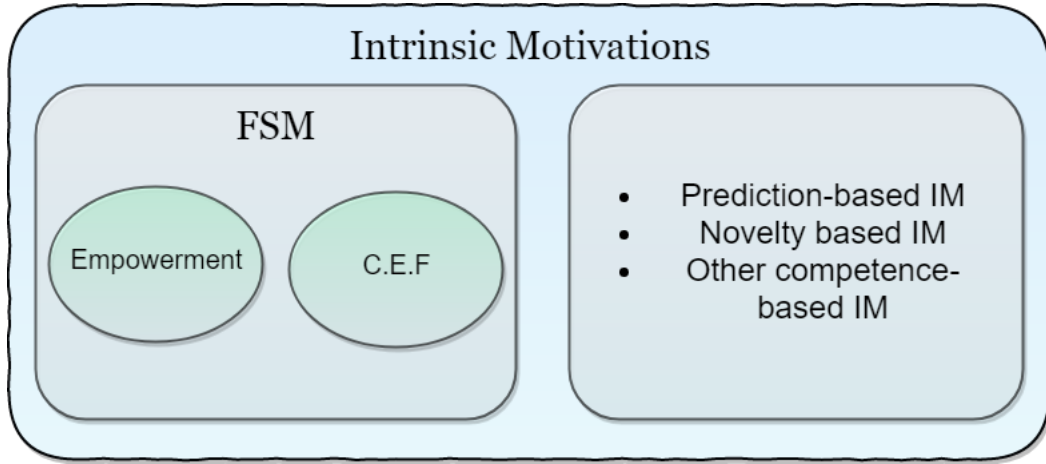 Intrinsic Motivations
FSM
Empowerment
C.E.F
• Prediction-based IM
• Novelty based IM
• Other competence-
based IM